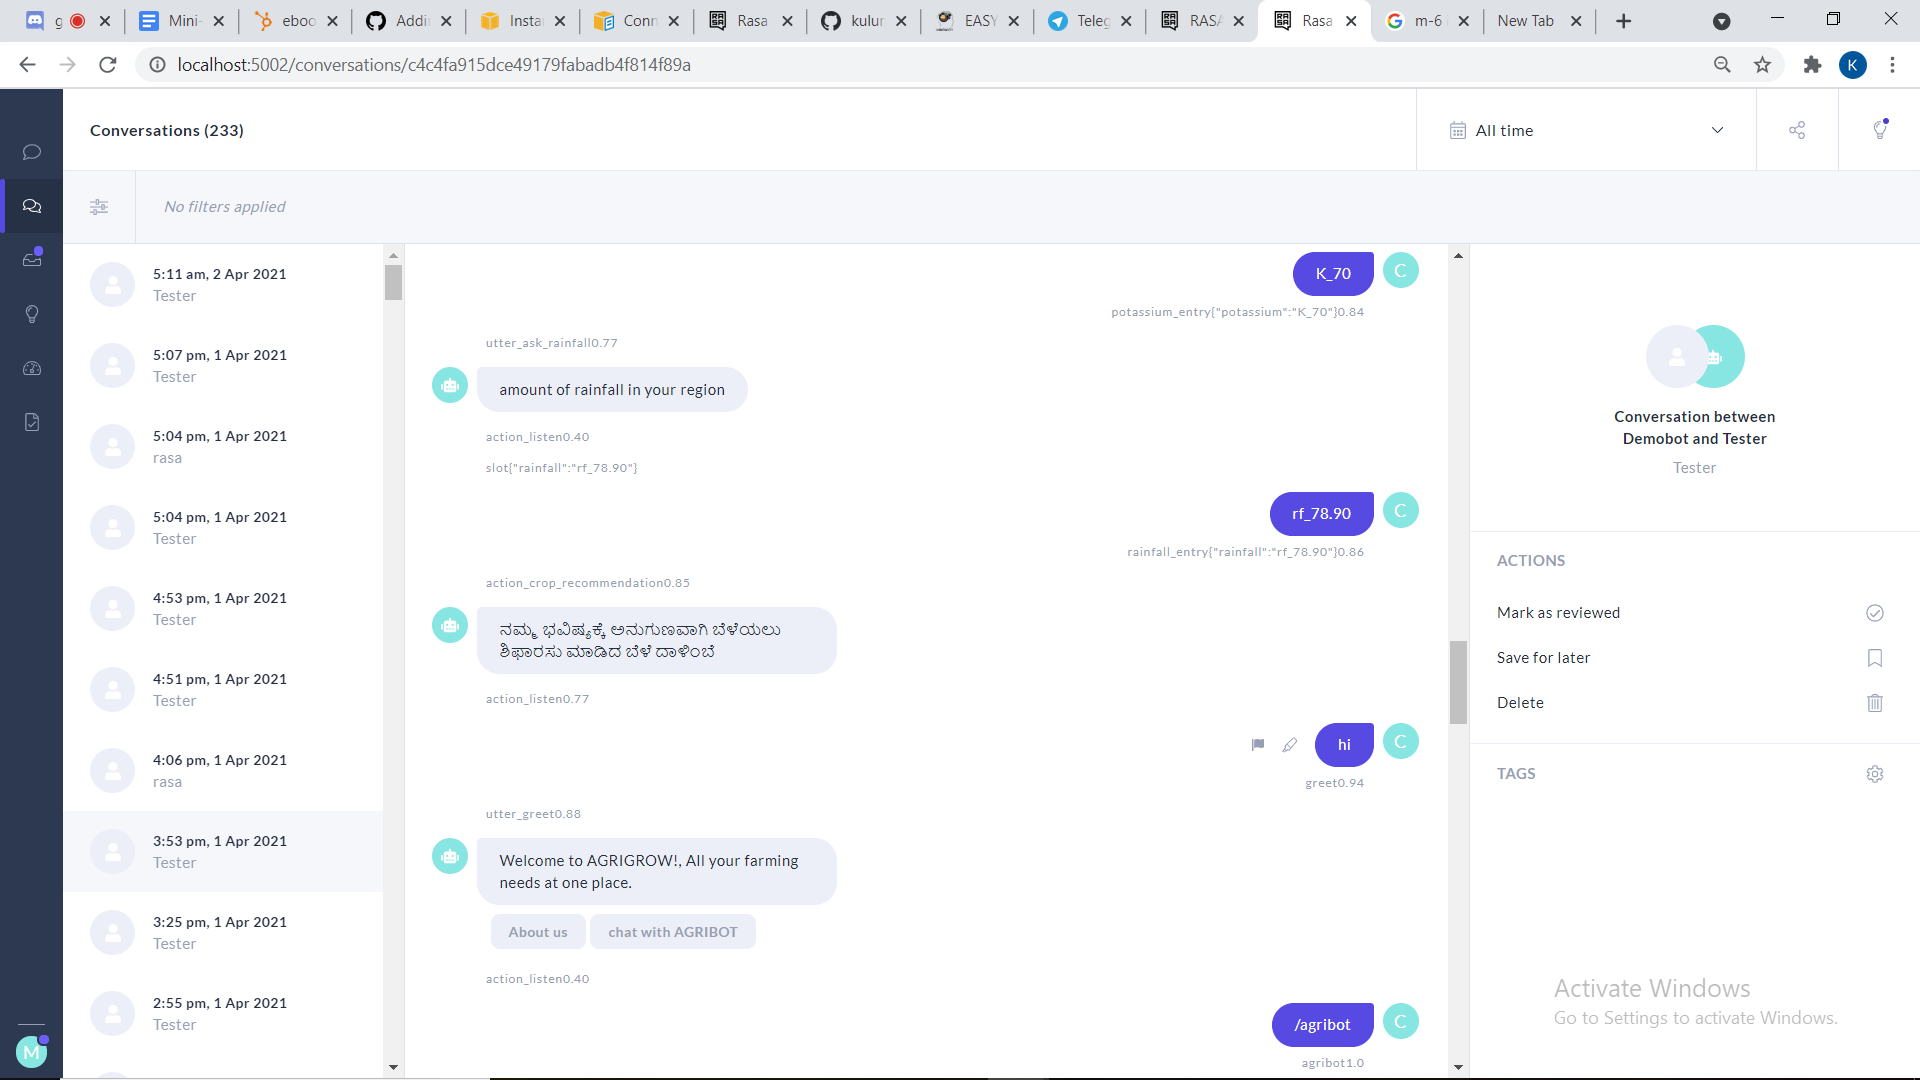 g
Mini-
eboo
Addi
Instan
Conn
Rasa
kulur
EASY
Teleg
RASA
Rasa
m-6
New Tab
localhost:5002/conversations/c4c4fa915dce49179fabadb4f814f89a
K
Conversations (233)
All time
No filters applied
5:11 am, 2 Apr 2021
Tester
5:07 pm, 1 Apr 2021
Tester
5:04 pm, 1 Apr 2021
rasa
5:04 pm, 1 Apr 2021
Tester
4:53 pm, 1 Apr 2021
Tester
4:51 pm, 1 Apr 2021
Tester
4:06 pm, 1 Apr 2021
rasa
3:53 pm, 1 Apr 2021
Tester
3:25 pm, 1 Apr 2021
Tester
2:55 pm, 1 Apr 2021
Tester
M
K_70
C
potassium_entry{"potassium":"K_70"}0.84
utter_ask_rainfall0.77
amount of rainfall in your region
action_listen0.40
slot{"rainfall":"rf_78.90"}
rf_78.90
C
rainfall_entry{"rainfall":"rf_78.90"}0.86
action_crop_recommendation0.85
ನಮ್ಮ ಭವಿಷ್ಯಕ್ಕೆ ಅನುಗುಣವಾಗಿ ಬೆಳೆಯಲು
ಶಿಫಾರಸು ಮಾಡಿದ ಬೆಳೆ ದಾಳಿಂಬೆ
action_listen0.77
hi
C
greet0.94
utter_greet0.88
Welcome to AGRIGROW!, All your farming
needs at one place.
About us
chat with AGRIBOT
action_listen0.40
/agribot
C
agribot1.0
Conversation between
Demobot and Tester
Tester
ACTIONS
Mark as reviewed
Save for later
Delete
TAGS
Activate Windows
Go to Settings to activate Windows.